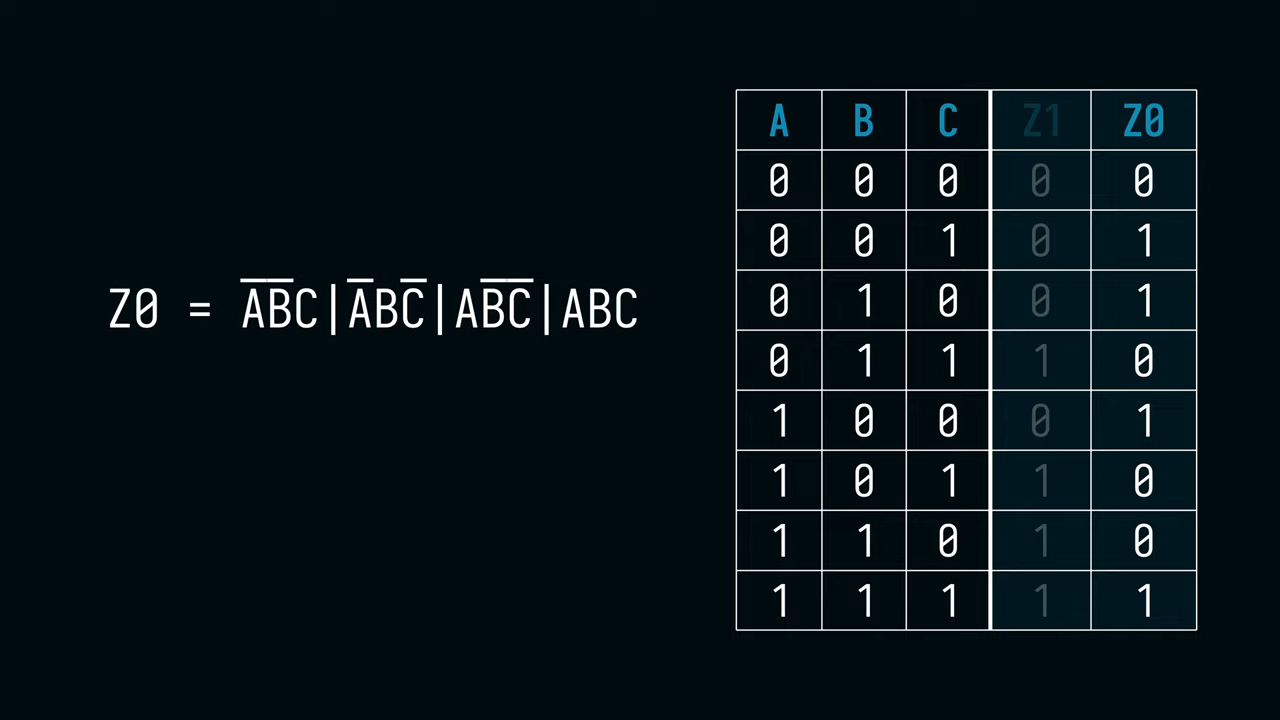 Z0 = A̅B̅C|A̅BC̅|AB̅C̅|ABC
A B C Z1 Z0
0 0 0 0 0
0 0 1 0 1
0 1 0 0 1
0 1 1 1 0
1 0 0 0 1
1 0 1 1 0
1 1 0 1 0
1 1 1 1 1